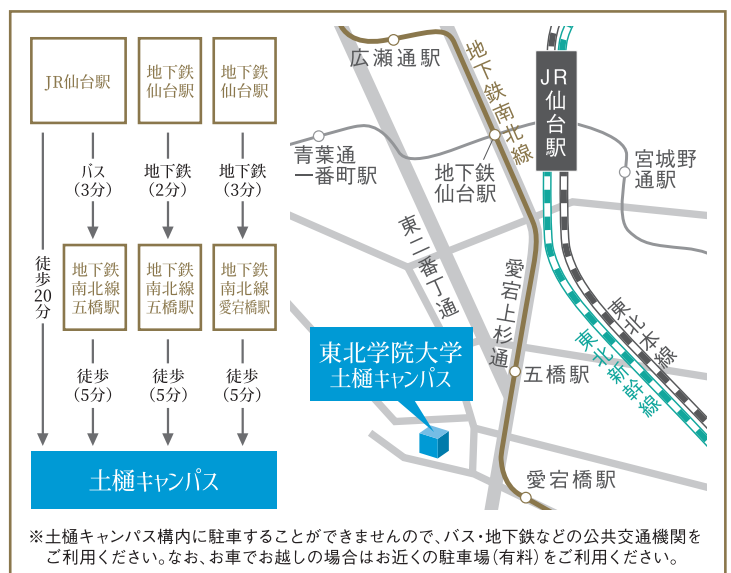 JR仙台駅
地下鉄
仙台駅
地下鉄
仙台駅
バス
(3分)
地下鉄
(2分)
地下鉄
(3分)
徒歩20分
地下鉄
南北線
五橋駅
地下鉄
南北線
五橋駅
地下鉄
南北線
愛宕橋駅
徒歩
(5分)
徒歩
(5分)
徒歩
(5分)
土樋キャンパス
広瀬通駅
地下鉄南北線
JR
仙台駅
青葉通
一番町駅
地下鉄
仙台駅
宮城野
通駅
東二番丁通
愛宕上杉通
東北本線
東北新幹線
東北学院大学
土樋キャンパス
五橋駅
愛宕橋駅
※土樋キャンパス構内に駐車することができませんので、バス・地下鉄などの公共交通機関を
ご利用ください。なお、お車でお越しの場合はお近くの駐車場(有料)をご利用ください。